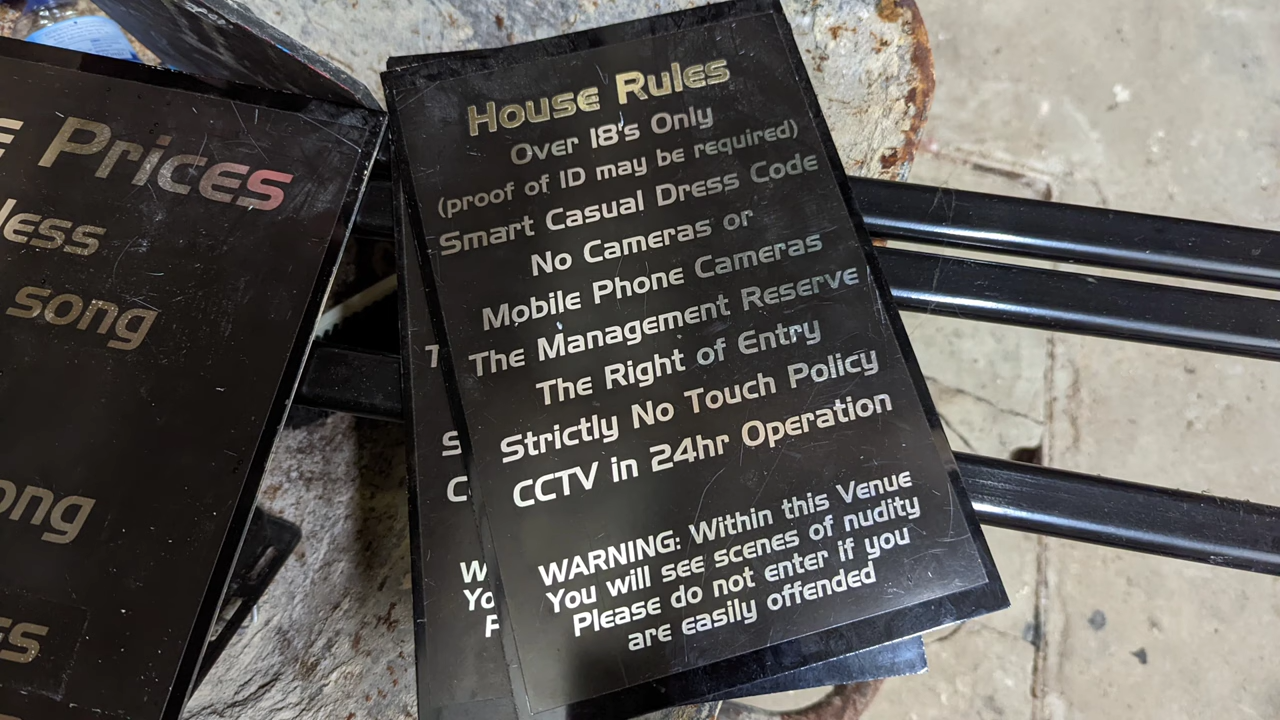 Prices
less
song
ong
House Rules
Over 18's Only
(proof of ID may be required)
Smart Casual Dress Code
No Cameras or
Mobile Phone Cameras
The Management Reserve
The Right of Entry
Strictly No Touch Policy
CCTV in 24hr Operation
WARNING: Within this Venue
You will see scenes of nudity
Please do not enter if you
are easily offended